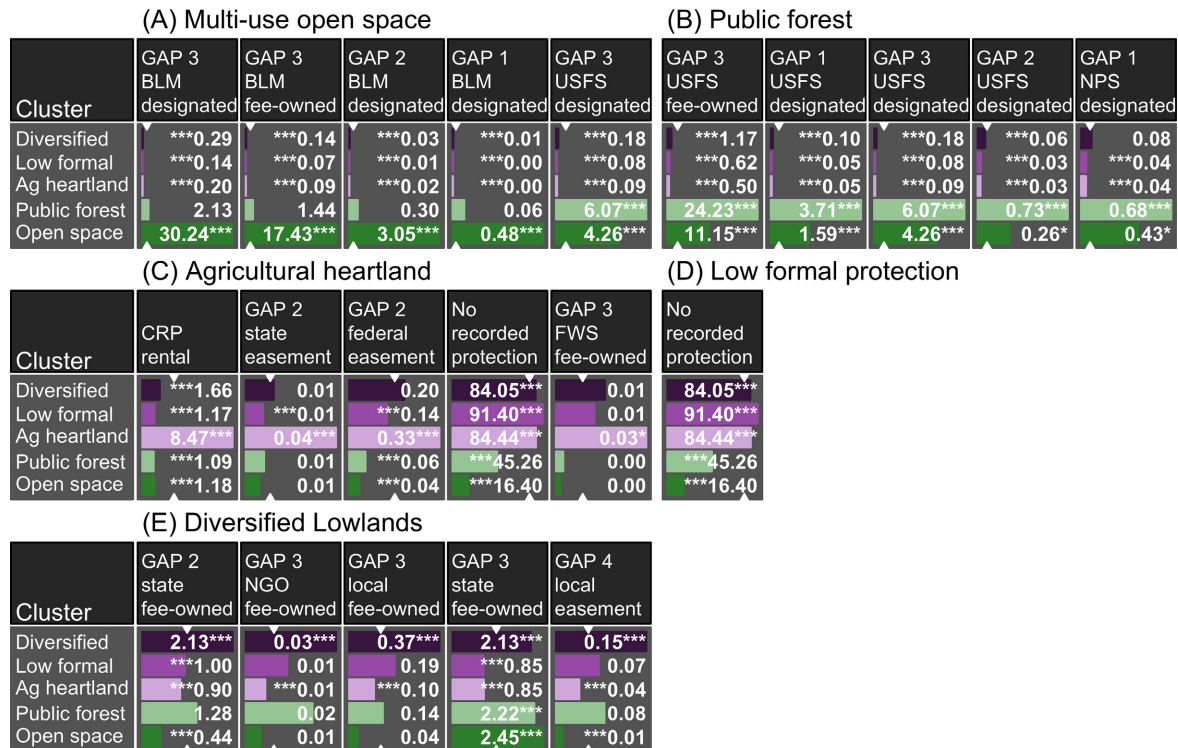 (A) Multi-use open space
Cluster
GAP 3 BLM designated
GAP 3 BLM fee-owned
GAP 2 BLM designated
GAP 1 BLM designated
GAP 3 USFS designated
Diversified ***0.29 ***0.14 ***0.03 ***0.01 ***0.18
Low formal ***0.14 ***0.07 ***0.01 ***0.00 ***0.08
Ag heartland ***0.20 ***0.09 ***0.02 ***0.00 ***0.09
Public forest 2.13 1.44 0.30 0.06 6.07***
Open space 30.24*** 17.43*** 3.05*** 0.48*** 4.26***
(B) Public forest
GAP 3 USFS fee-owned
GAP 1 USFS designated
GAP 3 USFS designated
GAP 2 USFS designated
GAP 1 NPS designated
***1.17 ***0.10 ***0.18 ***0.06 0.08
***0.62 ***0.05 ***0.08 ***0.03 ***0.04
***0.50 ***0.05 ***0.09 ***0.03 ***0.04
24.23*** 3.71*** 6.07*** 0.73*** 0.68***
11.15*** 1.59*** 4.26*** 0.26* 0.43*
(C) Agricultural heartland
Cluster
CRP rental
GAP 2 state easement
GAP 2 federal easement
No recorded protection
GAP 3 FWS fee-owned
Diversified ***1.66 0.01 0.20 84.05*** 0.01
Low formal ***1.17 ***0.01 ***0.14 91.40*** 0.01
Ag heartland 8.47*** 0.04*** 0.33*** 84.44*** 0.03*
Public forest ***1.09 0.01 ***0.06 ***45.26 0.00
Open space ***1.18 0.01 ***0.04 ***16.40 0.00
(D) Low formal protection
No recorded protection
84.05***
91.40***
84.44***
***45.26
***16.40
(E) Diversified Lowlands
Cluster
GAP 2 state fee-owned
GAP 3 NGO fee-owned
GAP 3 local fee-owned
GAP 3 state fee-owned
GAP 4 local easement
Diversified 2.13*** 0.03*** 0.37*** 2.13*** 0.15***
Low formal ***1.00 0.01 0.19 ***0.85 0.07
Ag heartland ***0.90 ***0.01 ***0.10 ***0.85 ***0.04
Public forest 1.28 0.02 0.14 2.22*** 0.08
Open space ***0.44 0.01 0.04 2.45*** ***0.01